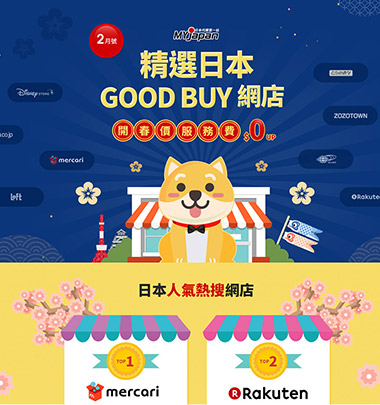 2月號
MYJapan
精選日本
GOOD BUY 網店
開春價服務費 $0 UP
Disney STORE
ZOZOTOWN
mercari
Loft
Rakute
日本人氣熱搜網店
TOP 1
TOP 2
mercari
Rakuten